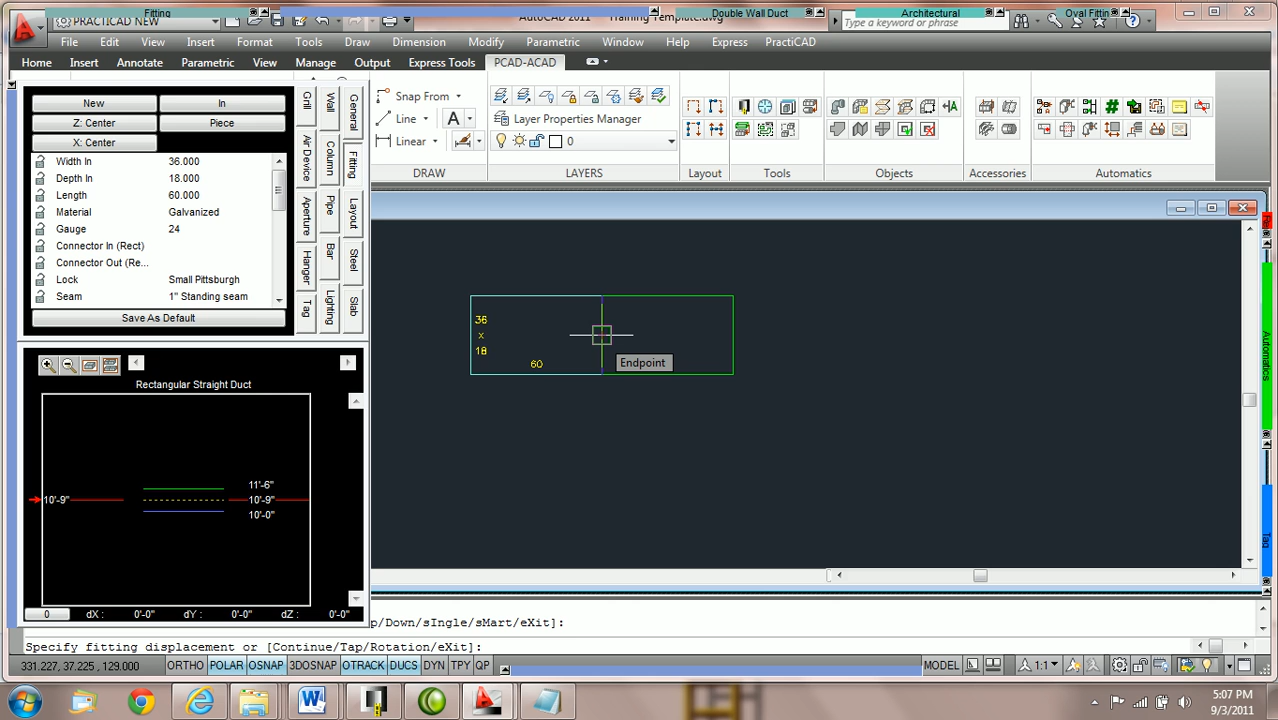 Fitting
Double Wall Duct
Architectural
Oval Fittin
PRACTICAD NEW
AutoCAD 2011
Training Template.dwg
Type a keyword or phrase
File Edit View Insert Format Tools Draw Dimension Modify Parametric Window Help Express PractiCAD
Home Insert Annotate Parametric View Manage Output Express Tools PCAD-ACAD
New In
Z: Center Piece
X: Center
Width In 36.000
Depth In 18.000
Length 60.000
Material Galvanized
Gauge 24
Connector In (Rect)
Connector Out (Re...
Lock Small Pittsburgh
Seam 1" Standing seam
Save As Default
Grill Wall General
Air Device Column Fitting
Aperture Pipe Layout
Hanger Bar Steel
Tag Lighting Slab
Snap From
Line A
Linear
Layer Properties Manager
0
DRAW LAYERS Layout Tools Objects Accessories Automatics
Rectangular Straight Duct
11'-6"
10'-9" 10'-9"
10'-0"
0 dX : 0'-0" dY : 0'-0" dZ : 0'-0"
36
x
18
60
Endpoint
Automatics
Tag
p/Down/sIngle/sMart/eXit]:
Specify fitting displacement or [Continue/Tap/Rotation/eXit]:
331.227, 37.225, 129.000 ORTHO POLAR OSNAP 3DOSNAP OTRACK DUCS DYN TPY QP MODEL 1:1
5:07 PM
9/3/2011